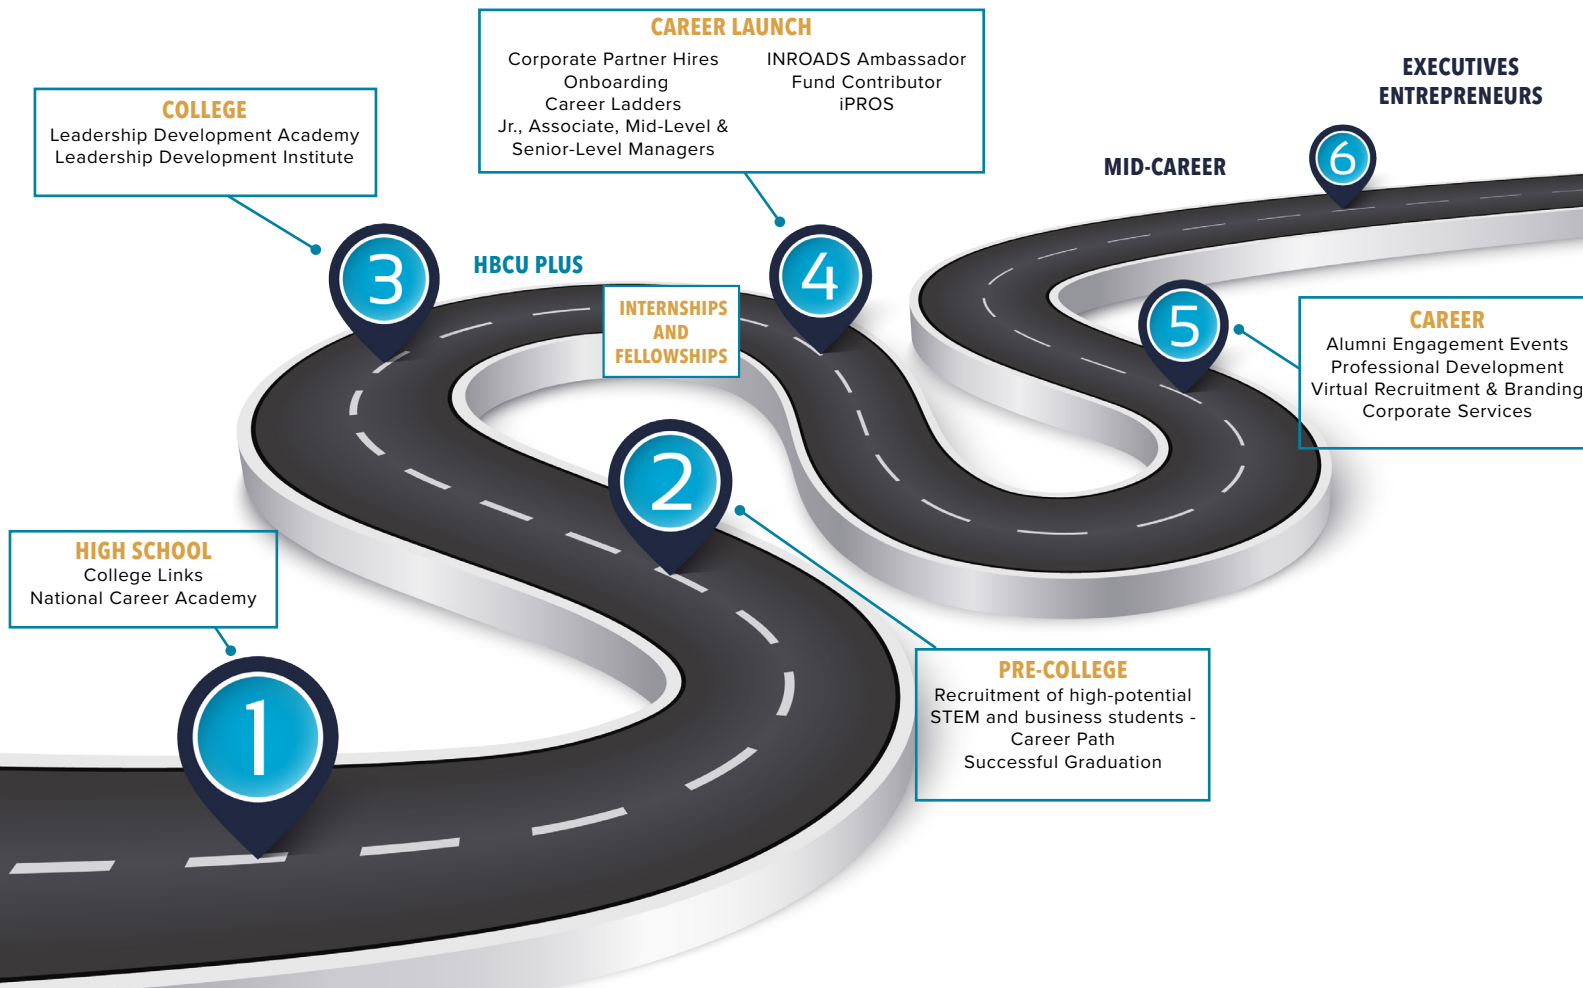 CAREER LAUNCH
Corporate Partner Hires
Onboarding
Career Ladders
Jr., Associate, Mid-Level &
Senior-Level Managers
INROADS Ambassador
Fund Contributor
iPROS
EXECUTIVES
ENTREPRENEURS
COLLEGE
Leadership Development Academy
Leadership Development Institute
MID-CAREER
6
3
HBCU PLUS
4
INTERNSHIPS
AND
FELLOWSHIPS
5
CAREER
Alumni Engagement Events
Professional Development
Virtual Recruitment & Branding
Corporate Services
2
HIGH SCHOOL
College Links
National Career Academy
1
PRE-COLLEGE
Recruitment of high-potential
STEM and business students -
Career Path
Successful Graduation